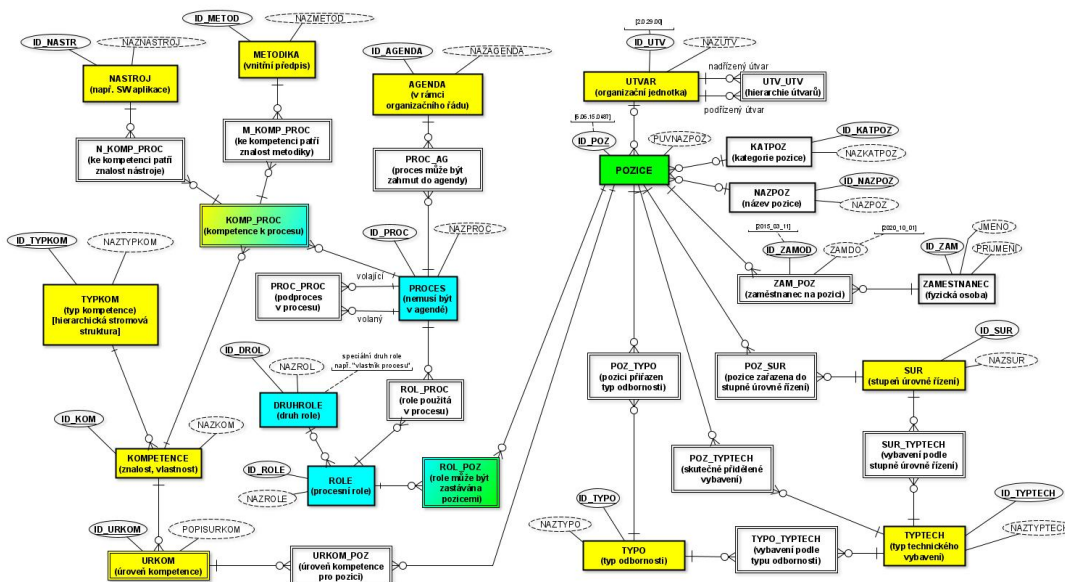 ID_NASTR
NAZNASTROJ
NASTROJ
(např. SW aplikace)
ID_METOD
NAZMETOD
METODIKA
(vnitřní předpis)
ID_AGENDA
NAZAGENDA
AGENDA
(v rámci
organizačního řádu)
N_KOMP_PROC
(ke kompetenci patří
znalost nástroje)
M_KOMP_PROC
(ke kompetenci patří
znalost metodiky)
PROC_AG
(proces může být
zahrnut do agendy)
KOMP_PROC
(kompetence k procesu)
ID_PROC
NAZPROC
PROCES
(nemusí být
v agendě)
volající
volaný
PROC_PROC
(podproces
v procesu)
ID_TYPKOM
NAZTYPKOM
TYPKOM
(typ kompetence)
[hierarchická stromová
struktura]
ID_DROL
NAZROL
speciální druh role
např. "vlastník procesu"
DRUHROLE
(druh role)
ROL_PROC
(role použitá
v procesu)
ID_KOM
NAZKOM
KOMPETENCE
(znalost, vlastnost)
ID_ROLE
NAZROLE
ROLE
(procesní role)
ROL_POZ
(role může být
zastávána
pozicemi)
ID_URKOM
POPISURKOM
URKOM
(úroveň kompetence)
URKOM_POZ
(úroveň kompetence
pro pozici)
[2.029.00]
ID_UTV
NAZUTV
UTVAR
(organizační jednotka)
nadřízený útvar
podřízený útvar
UTV_UTV
(hierarchie útvarů)
ID_POZ
PUVNAZPOZ
POZICE
KATPOZ
(kategorie pozice)
ID_KATPOZ
NAZKATPOZ
NAZPOZ
(název pozice)
ID_NAZPOZ
NAZPOZ
[2015_03_11]
[2020_10_01]
ID_ZAMOD
ZAMDO
ZAM_POZ
(zaměstnanec na pozici)
ID_ZAM
JMENO
PRIJMENI
ZAMESTNANEC
(fyzická osoba)
POZ_TYPO
(pozici přiřazen
typ odbornosti)
POZ_SUR
(pozice zařazena do
stupně úrovně řízení)
ID_SUR
NAZSUR
SUR
(stupeň úrovně řízení)
POZ_TYPTECH
(skutečně přidělené
vybavení)
SUR_TYPTECH
(vybavení podle
stupně úrovně řízení)
ID_TYPO
NAZTYPO
TYPO
(typ odbornosti)
TYPO_TYPTECH
(vybavení podle
typu odbornosti)
ID_TYPTECH
NAZTYPTECH
TYPTECH
(typ technického
vybavení)